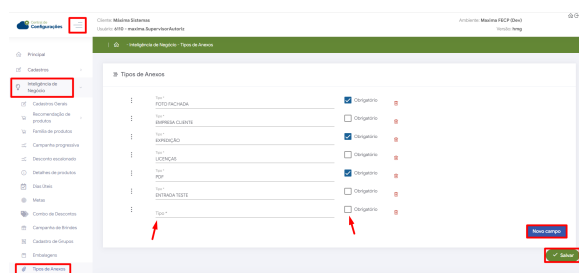 Central de
Configurações
Cliente: Máxima Sistemas
Usuário: 6110 - maxima.SupervisorAutoriz
Ambiente: Maxima FECP (Dev)
Versão: hmg
- Inteligência de Negócio - Tipos de Anexos
Principal
Cadastros
Inteligência de
Negócio
Cadastros Gerais
Recomendação de
produtos
Família de produtos
Campanha progressiva
Desconto escalonado
Detalhes de produtos
Dias Úteis
Metas
Combo de Descontos
Campanha de Brindes
Cadastro de Grupos
Embalagens
Tipos de Anexos
Tipos de Anexos
Tipo *
FOTO FACHADA
Obrigatório
Tipo *
EMPRESA CLIENTE
Obrigatório
Tipo *
EXPEDIÇÃO
Obrigatório
Tipo *
LICENÇAS
Obrigatório
Tipo *
PDF
Obrigatório
Tipo *
ENTRADA TESTE
Obrigatório
Tipo *
Obrigatório
Novo campo
Salvar